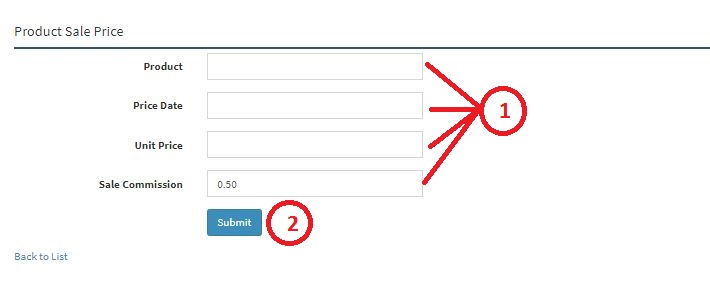 Product Sale Price
Product
Price Date
1
Unit Price
Sale Commission 0.50
Submit 2
Back to List